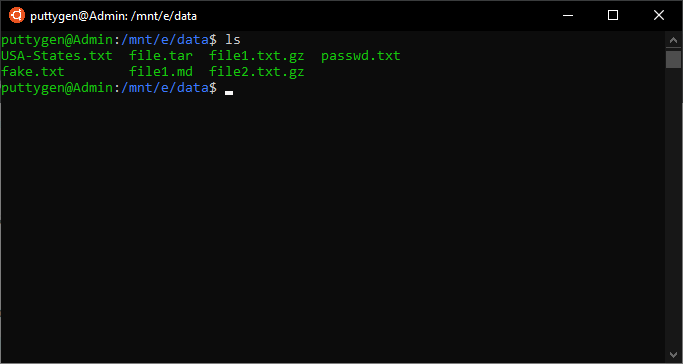 puttygen@Admin: /mnt/e/data
puttygen@Admin:/mnt/e/data$ ls
USA-States.txt  file.tar  file1.txt.gz  passwd.txt
fake.txt        file1.md  file2.txt.gz
puttygen@Admin:/mnt/e/data$